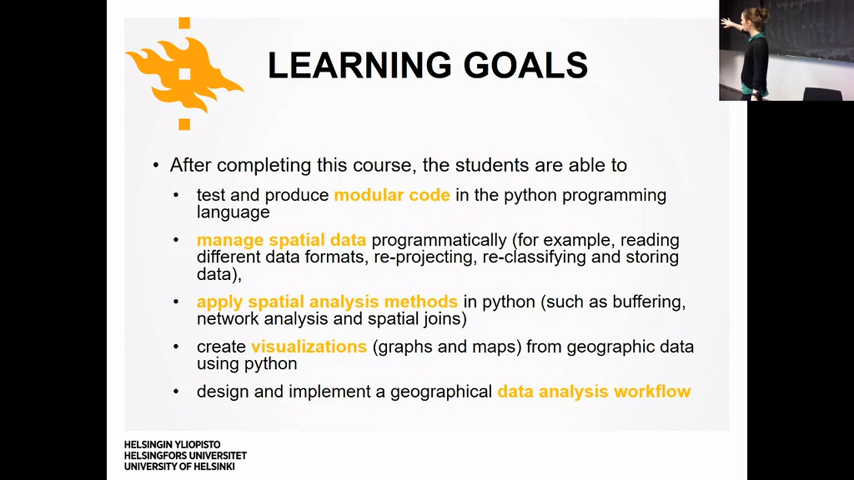 LEARNING GOALS
• After completing this course, the students are able to
• test and produce modular code in the python programming
language
• manage spatial data programmatically (for example, reading
different data formats, re-projecting, re-classifying and storing
data),
• apply spatial analysis methods in python (such as buffering,
network analysis and spatial joins)
• create visualizations (graphs and maps) from geographic data
using python
• design and implement a geographical data analysis workflow
HELSINGIN YLIOPISTO
HELSINGFORS UNIVERSITET
UNIVERSITY OF HELSINKI